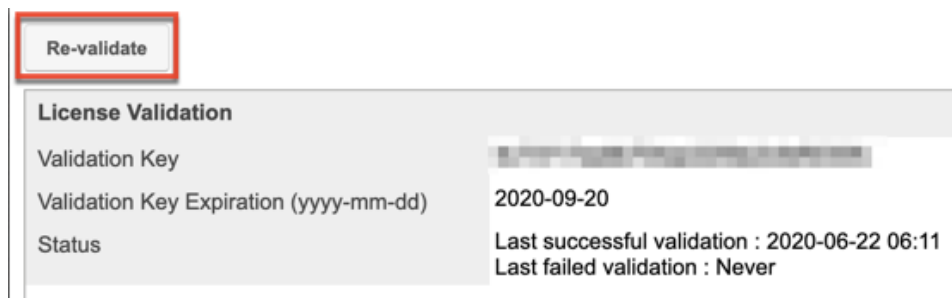 Re-validate
License Validation
Validation Key
Validation Key Expiration (yyyy-mm-dd) 2020-09-20
Status Last successful validation : 2020-06-22 06:11
Last failed validation : Never